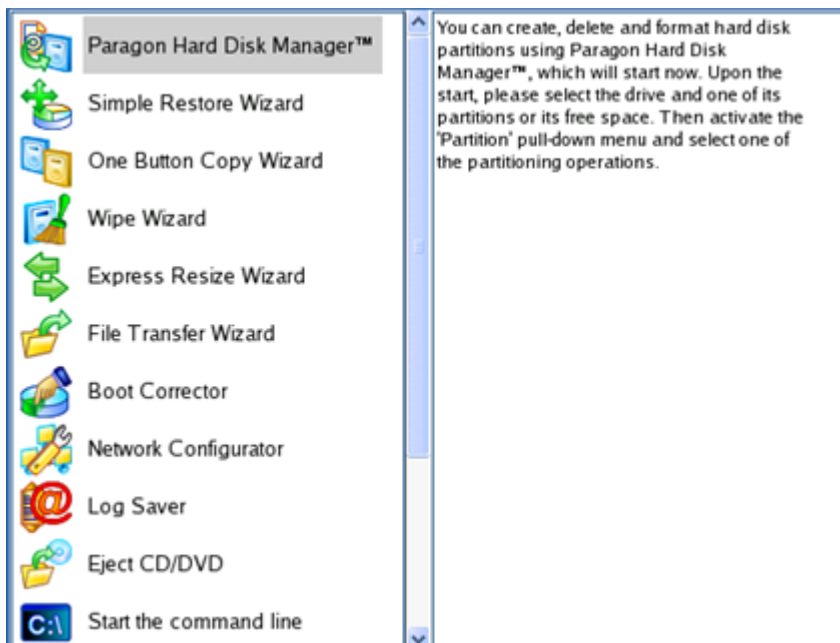 Paragon Hard Disk Manager™
Simple Restore Wizard
One Button Copy Wizard
Wipe Wizard
Express Resize Wizard
File Transfer Wizard
Boot Corrector
Network Configurator
Log Saver
Eject CD/DVD
C:\
Start the command line
You can create, delete and format hard disk
partitions using Paragon Hard Disk
Manager™, which will start now. Upon the
start, please select the drive and one of its
partitions or its free space. Then activate the
'Partition' pull-down menu and select one of
the partitioning operations.